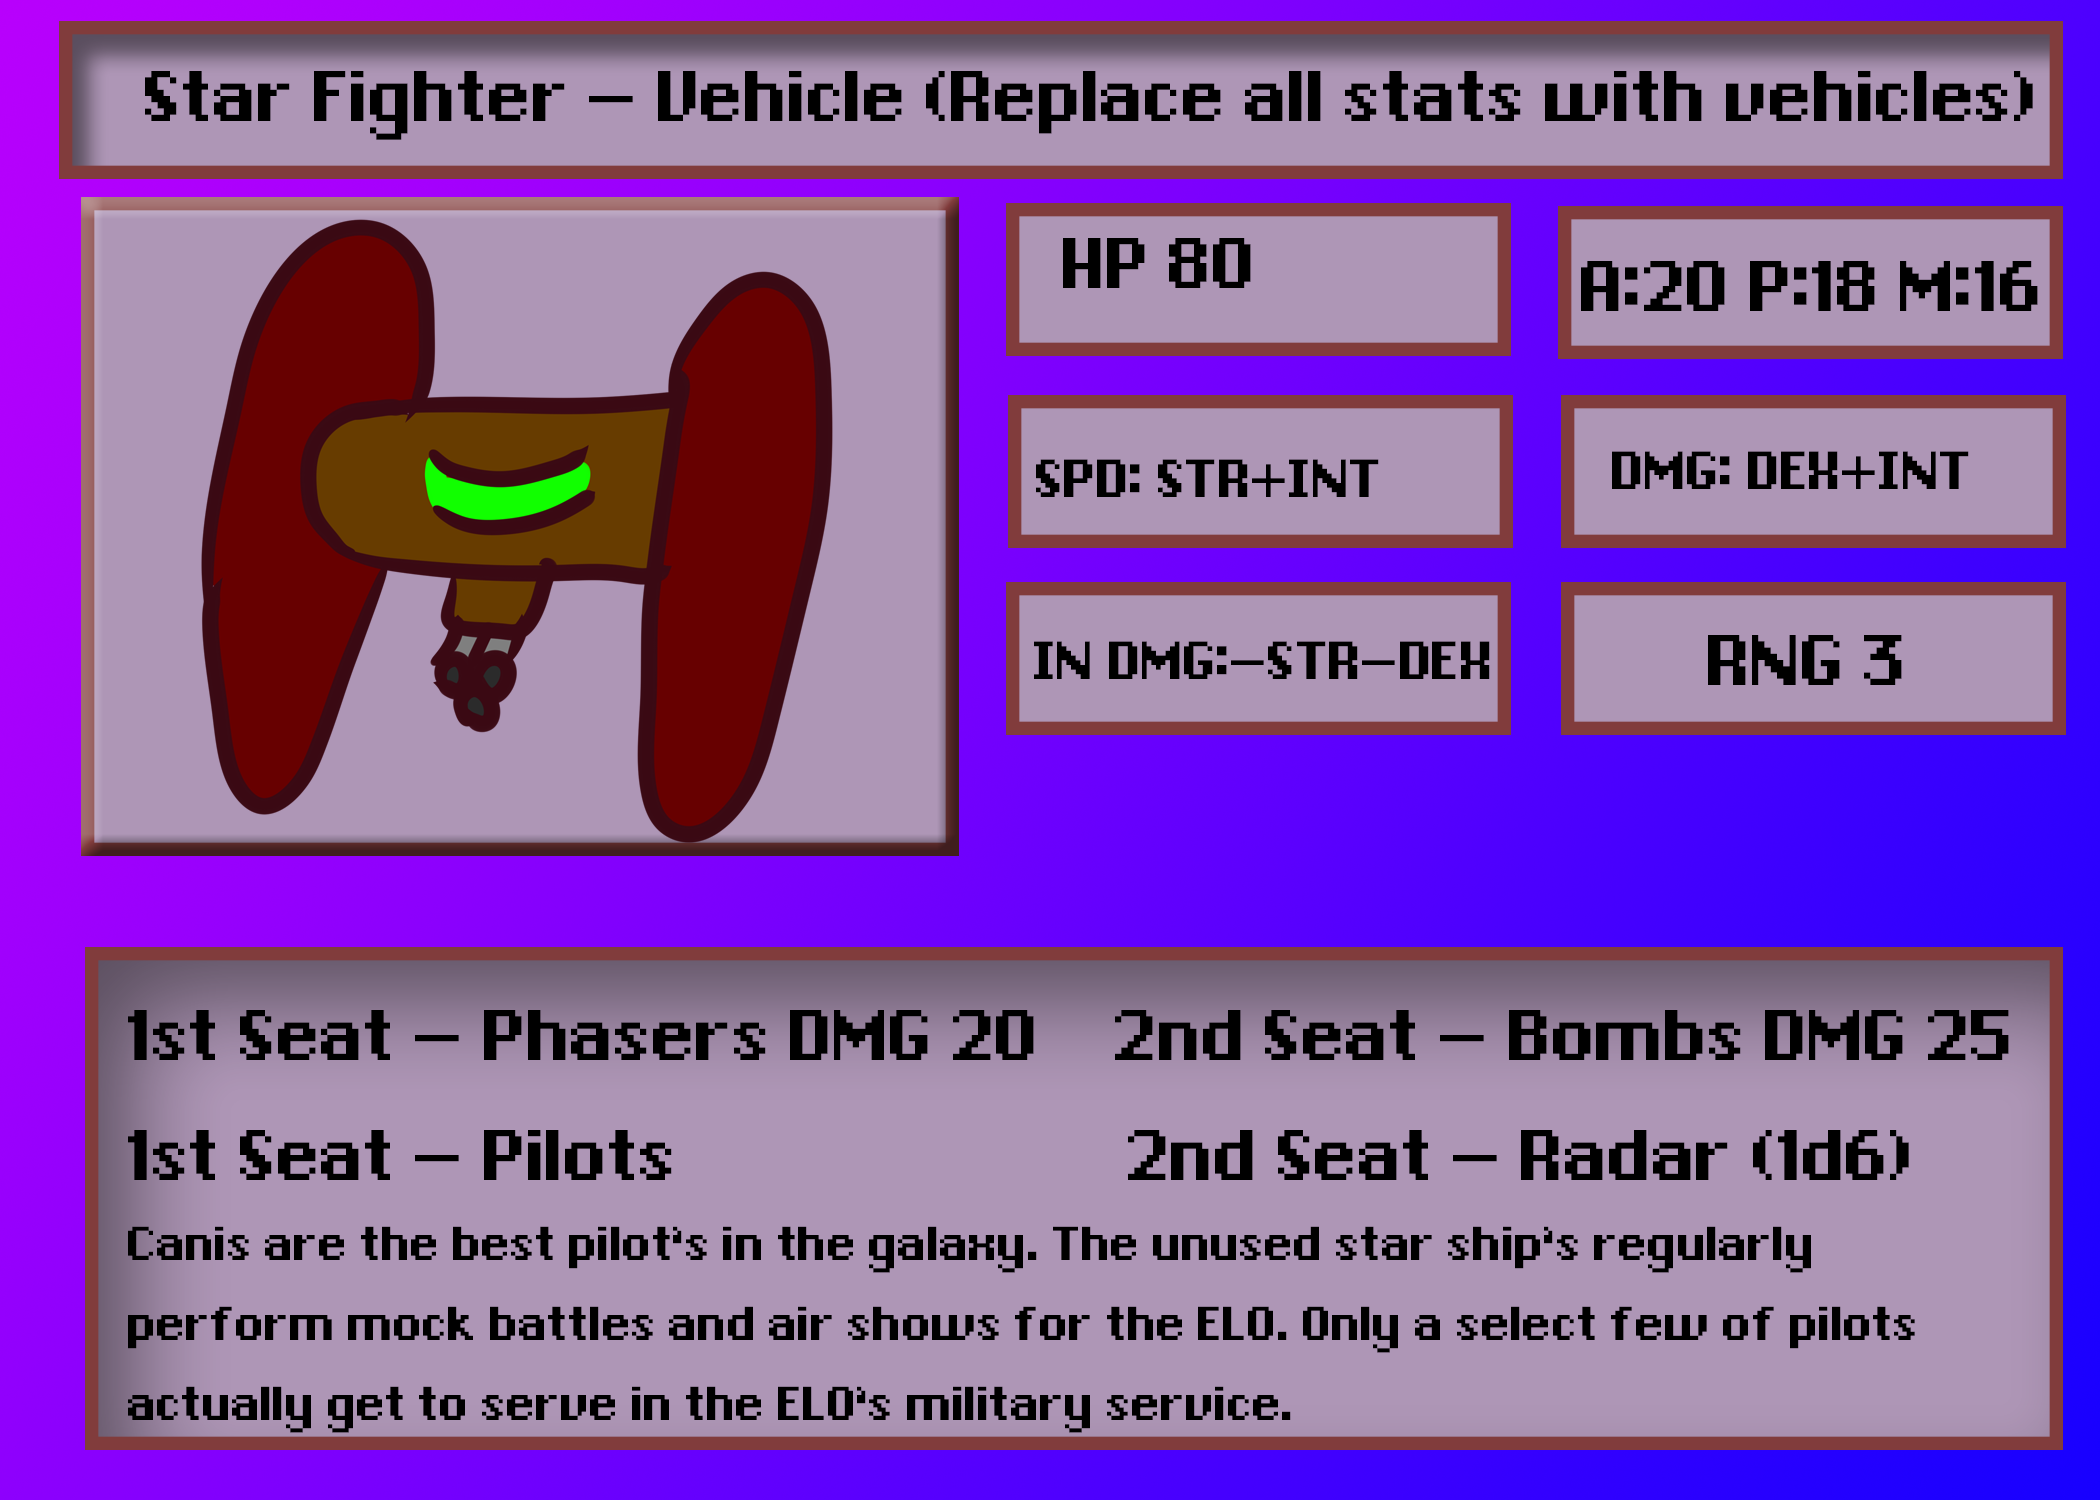 Star Fighter – Vehicle (Replace all stats with vehicles)
HP 80
A:20 P:18 M:16
SPD: STR+INT
DMG: DEX+INT
IN DMG:–STR–DEX
RNG 3
1st Seat – Phasers DMG 20 2nd Seat – Bombs DMG 25
1st Seat – Pilots 2nd Seat – Radar (1d6)
Canis are the best pilot's in the galaxy. The unused star ship's regularly
perform mock battles and air shows for the ELO. Only a select few of pilots
actually get to serve in the ELO's military service.